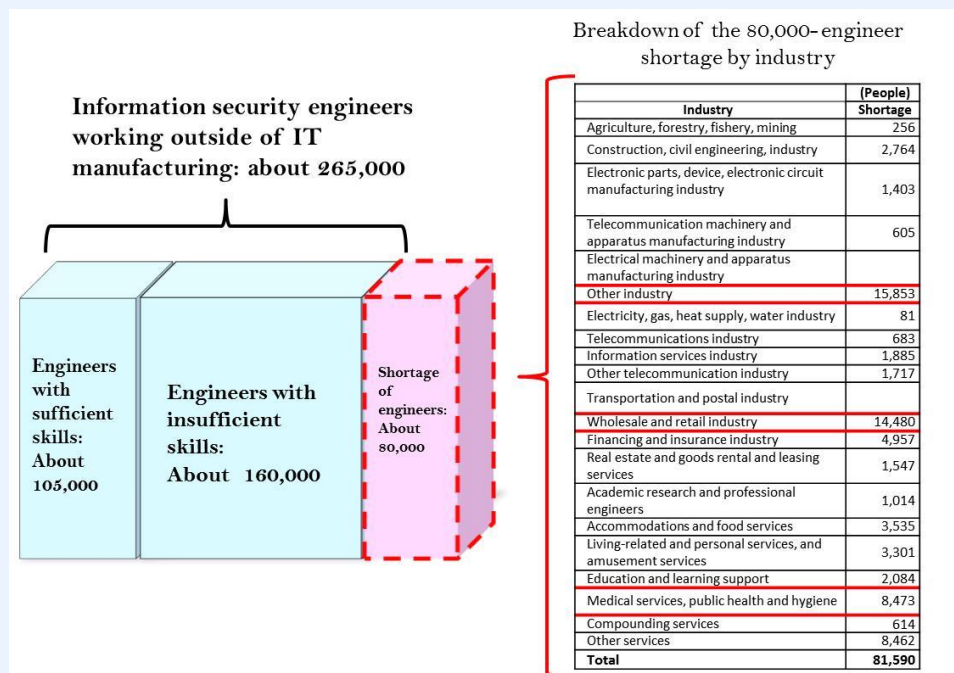 Breakdown of the 80,000-engineer
shortage by industry
Information security engineers
working outside of IT
manufacturing: about 265,000
Engineers
with
sufficient
skills:
About
105,000
Engineers with
insufficient
skills:
About 160,000
Shortage
of
engineers:
About
80,000
(People)
Industry Shortage
Agriculture, forestry, fishery, mining 256
Construction, civil engineering, industry 2,764
Electronic parts, device, electronic circuit
manufacturing industry 1,403
Telecommunication machinery and
apparatus manufacturing industry 605
Electrical machinery and apparatus
manufacturing industry
Other industry 15,853
Electricity, gas, heat supply, water industry 81
Telecommunications industry 683
Information services industry 1,885
Other telecommunication industry 1,717
Transportation and postal industry
Wholesale and retail industry 14,480
Financing and insurance industry 4,957
Real estate and goods rental and leasing
services 1,547
Academic research and professional
engineers 1,014
Accommodations and food services 3,535
Living-related and personal services, and
amusement services 3,301
Education and learning support 2,084
Medical services, public health and hygiene 8,473
Compounding services 614
Other services 8,462
Total 81,590